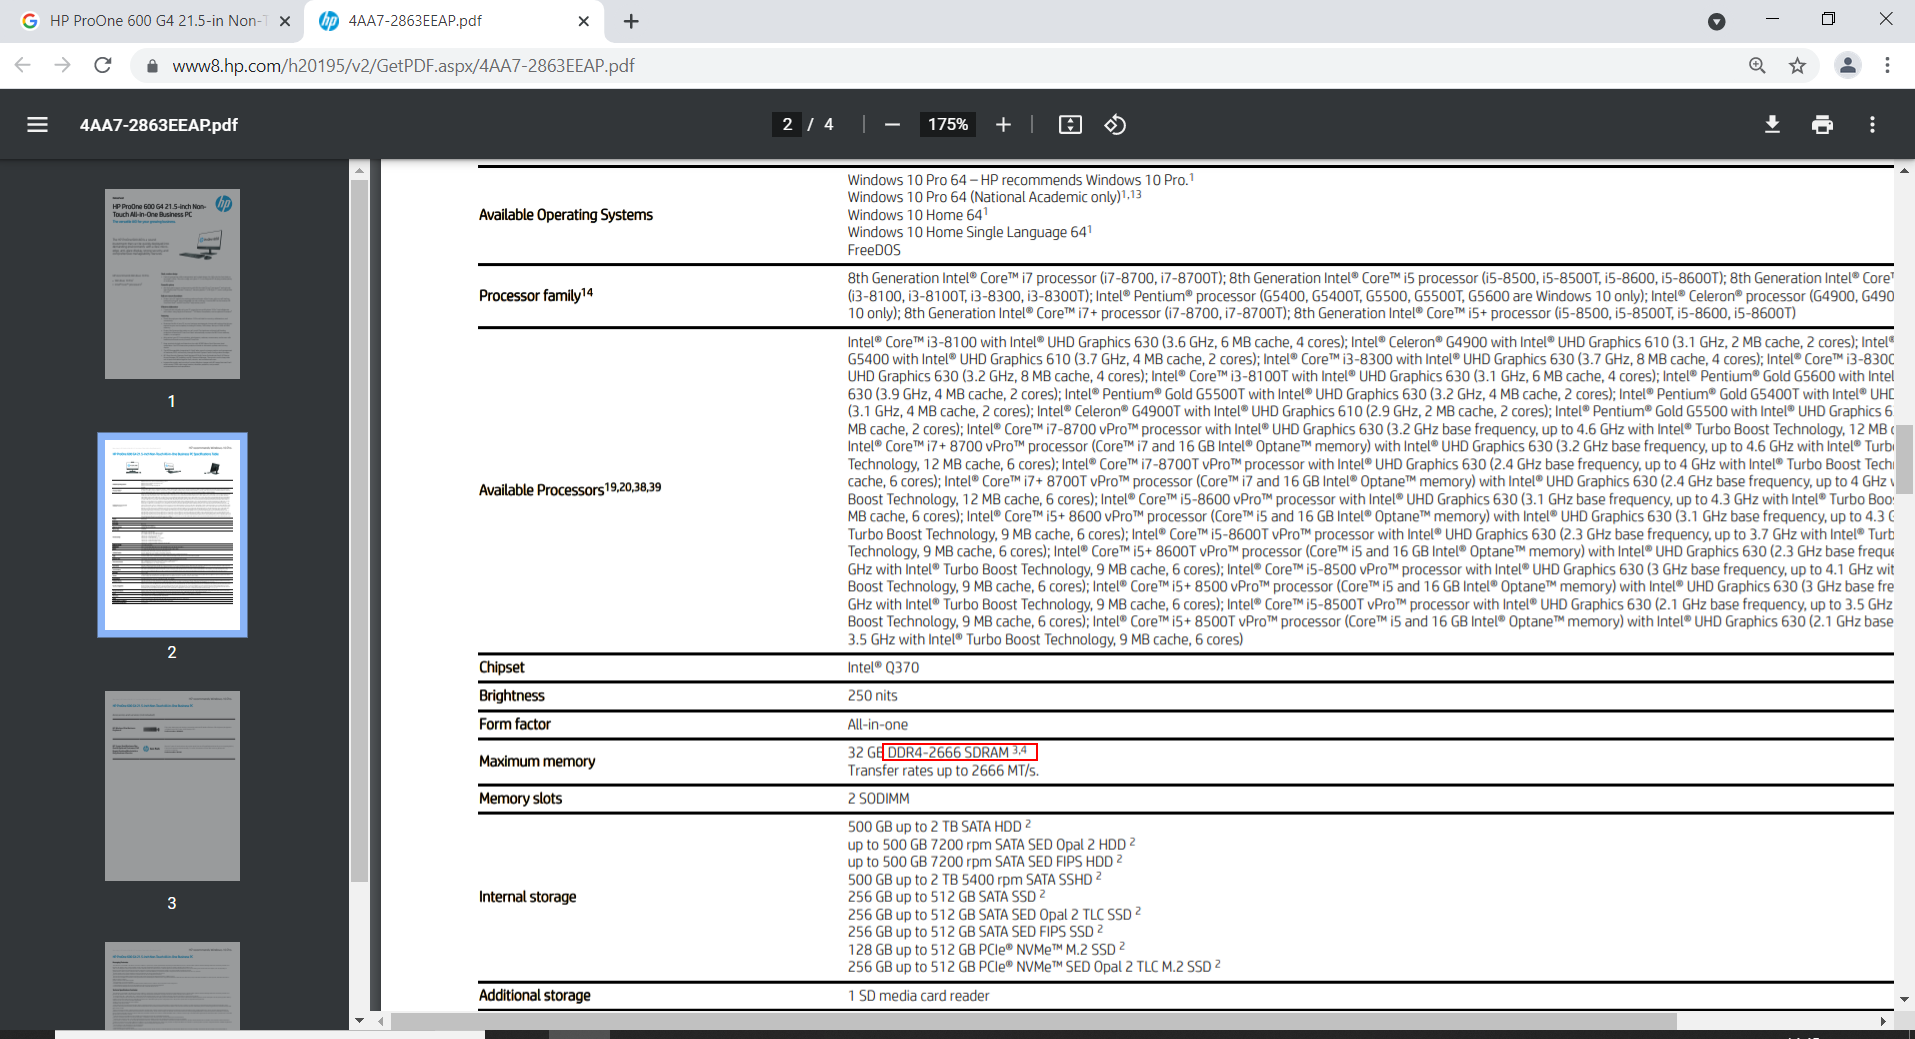 HP ProOne 600 G4 21.5-in Non-T
4AA7-2863EEAP.pdf
www8.hp.com/h20195/v2/GetPDF.aspx/4AA7-2863EEAP.pdf
4AA7-2863EEAP.pdf
2 / 4
175%
HP ProOne 600 G4 21.5-inch Non-
Touch All-in-One Business PC
1
2
3
Available Operating Systems
Windows 10 Pro 64 – HP recommends Windows 10 Pro.1
Windows 10 Pro 64 (National Academic only)1,13
Windows 10 Home 641
Windows 10 Home Single Language 641
FreeDOS
Processor family14
8th Generation Intel® Core™ i7 processor (i7-8700, i7-8700T); 8th Generation Intel® Core™ i5 processor (i5-8500, i5-8500T, i5-8600, i5-8600T); 8th Generation Intel® Core™
(i3-8100, i3-8100T, i3-8300, i3-8300T); Intel® Pentium® processor (G5400, G5400T, G5500, G5500T, G5600 are Windows 10 only); Intel® Celeron® processor (G4900, G490
10 only); 8th Generation Intel® Core™ i7+ processor (i7-8700, i7-8700T); 8th Generation Intel® Core™ i5+ processor (i5-8500, i5-8500T, i5-8600, i5-8600T)
Available Processors19,20,38,39
Intel® Core™ i3-8100 with Intel® UHD Graphics 630 (3.6 GHz, 6 MB cache, 4 cores); Intel® Celeron® G4900 with Intel® UHD Graphics 610 (3.1 GHz, 2 MB cache, 2 cores); Intel®
G5400 with Intel® UHD Graphics 610 (3.7 GHz, 4 MB cache, 2 cores); Intel® Core™ i3-8300 with Intel® UHD Graphics 630 (3.7 GHz, 8 MB cache, 4 cores); Intel® Core™ i3-8300
UHD Graphics 630 (3.2 GHz, 8 MB cache, 4 cores); Intel® Core™ i3-8100T with Intel® UHD Graphics 630 (3.1 GHz, 6 MB cache, 4 cores); Intel® Pentium® Gold G5600 with Intel
630 (3.9 GHz, 4 MB cache, 2 cores); Intel® Pentium® Gold G5500T with Intel® UHD Graphics 630 (3.2 GHz, 4 MB cache, 2 cores); Intel® Pentium® Gold G5400T with Intel® UHD
(3.1 GHz, 4 MB cache, 2 cores); Intel® Celeron® G4900T with Intel® UHD Graphics 610 (2.9 GHz, 2 MB cache, 2 cores); Intel® Pentium® Gold G5500 with Intel® UHD Graphics 6
MB cache, 2 cores); Intel® Core™ i7-8700 vPro™ processor with Intel® UHD Graphics 630 (3.2 GHz base frequency, up to 4.6 GHz with Intel® Turbo Boost Technology, 12 MB c
Intel® Core™ i7+ 8700 vPro™ processor (Core™ i7 and 16 GB Intel® Optane™ memory) with Intel® UHD Graphics 630 (3.2 GHz base frequency, up to 4.6 GHz with Intel® Turb
Technology, 12 MB cache, 6 cores); Intel® Core™ i7-8700T vPro™ processor with Intel® UHD Graphics 630 (2.4 GHz base frequency, up to 4 GHz with Intel® Turbo Boost Tech
cache, 6 cores); Intel® Core™ i7+ 8700T vPro™ processor (Core™ i7 and 16 GB Intel® Optane™ memory) with Intel® UHD Graphics 630 (2.4 GHz base frequency, up to 4 GHz w
Boost Technology, 12 MB cache, 6 cores); Intel® Core™ i5-8600 vPro™ processor with Intel® UHD Graphics 630 (3.1 GHz base frequency, up to 4.3 GHz with Intel® Turbo Boo
MB cache, 6 cores); Intel® Core™ i5+ 8600 vPro™ processor (Core™ i5 and 16 GB Intel® Optane™ memory) with Intel® UHD Graphics 630 (3.1 GHz base frequency, up to 4.3 G
Turbo Boost Technology, 9 MB cache, 6 cores); Intel® Core™ i5-8600T vPro™ processor with Intel® UHD Graphics 630 (2.3 GHz base frequency, up to 3.7 GHz with Intel® Turb
Technology, 9 MB cache, 6 cores); Intel® Core™ i5+ 8600T vPro™ processor (Core™ i5 and 16 GB Intel® Optane™ memory) with Intel® UHD Graphics 630 (2.3 GHz base freque
GHz with Intel® Turbo Boost Technology, 9 MB cache, 6 cores); Intel® Core™ i5-8500 vPro™ processor with Intel® UHD Graphics 630 (3 GHz base frequency, up to 4.1 GHz wit
Boost Technology, 9 MB cache, 6 cores); Intel® Core™ i5+ 8500 vPro™ processor (Core™ i5 and 16 GB Intel® Optane™ memory) with Intel® UHD Graphics 630 (3 GHz base fre
GHz with Intel® Turbo Boost Technology, 9 MB cache, 6 cores); Intel® Core™ i5-8500T vPro™ processor with Intel® UHD Graphics 630 (2.1 GHz base frequency, up to 3.5 GHz
Boost Technology, 9 MB cache, 6 cores); Intel® Core™ i5+ 8500T vPro™ processor (Core™ i5 and 16 GB Intel® Optane™ memory) with Intel® UHD Graphics 630 (2.1 GHz base
3.5 GHz with Intel® Turbo Boost Technology, 9 MB cache, 6 cores)
Chipset
Intel® Q370
Brightness
250 nits
Form factor
All-in-one
Maximum memory
32 GB DDR4-2666 SDRAM 3,4
Transfer rates up to 2666 MT/s.
Memory slots
2 SODIMM
Internal storage
500 GB up to 2 TB SATA HDD 2
up to 500 GB 7200 rpm SATA SED Opal 2 HDD 2
up to 500 GB 7200 rpm SATA SED FIPS HDD 2
500 GB up to 2 TB 5400 rpm SATA SSHD 2
256 GB up to 512 GB SATA SSD 2
256 GB up to 512 GB SATA SED Opal 2 TLC SSD 2
256 GB up to 512 GB SATA SED FIPS SSD 2
128 GB up to 512 GB PCIe® NVMe™ M.2 SSD 2
256 GB up to 512 GB PCIe® NVMe™ SED Opal 2 TLC M.2 SSD 2
Additional storage
1 SD media card reader